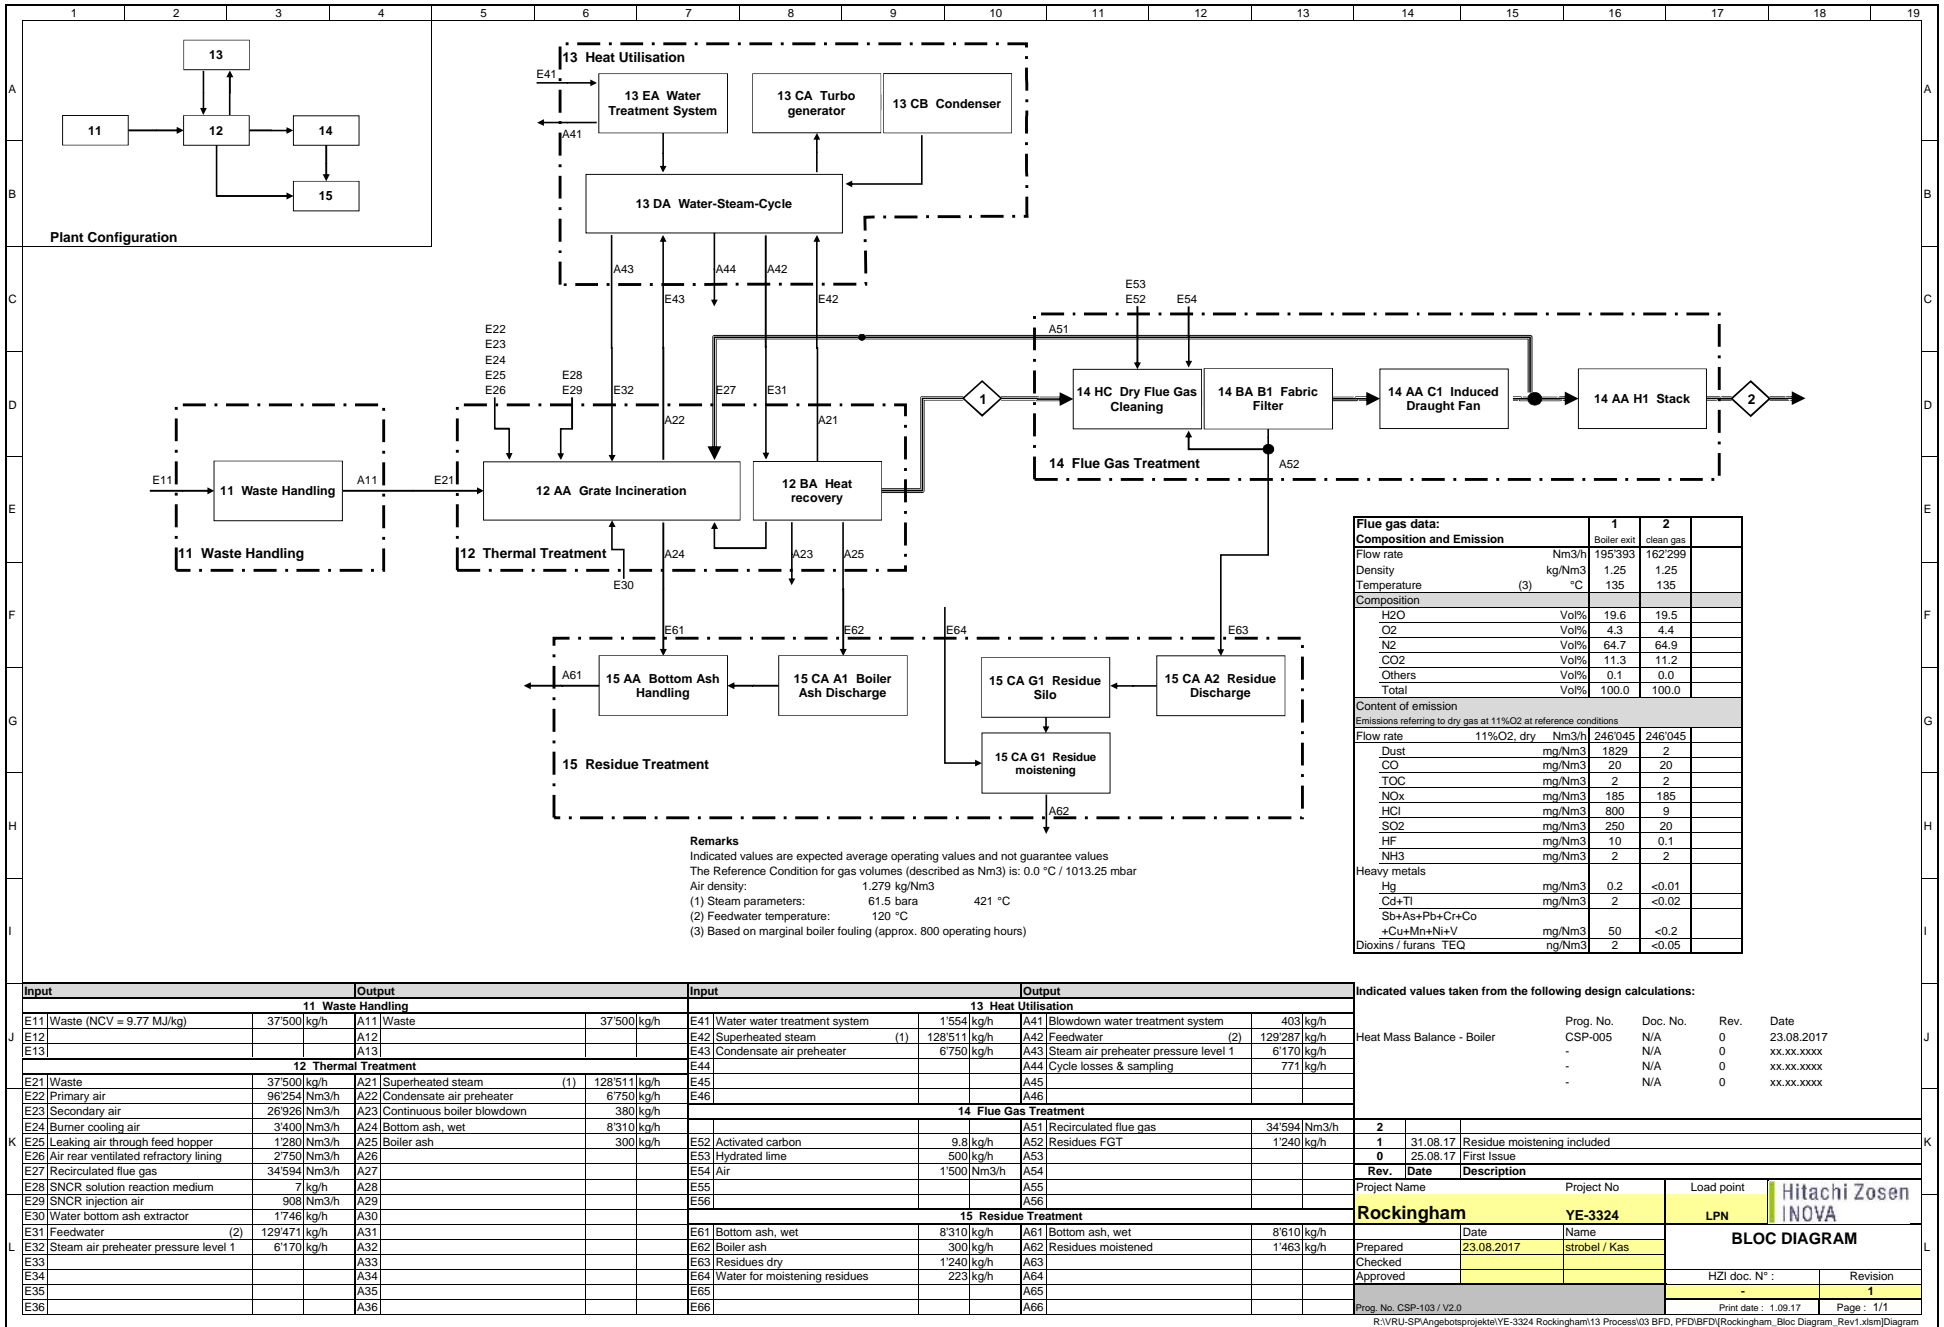 1 2 3 4 5 6 7 8 9 10 11 12 13 14 15 16 17 18 19
A A
B B
C C
D D
E E
F F
G G
H H
I I
J J
K K
L L
13
11 12 14
15
Plant Configuration
13 Heat Utilisation
E41
A41
13 EA Water
Treatment System
13 CA Turbo
generator
13 CB Condenser
13 DA Water-Steam-Cycle
A43 A44 A42
E43 E42
E53
E52 E54
E22
E23
E24
E25 E28
E26 E29
E32 E27 E31
A22 A21
A51
1
14 HC Dry Flue Gas
Cleaning
14 BA B1 Fabric
Filter
14 AA C1 Induced
Draught Fan
14 AA H1 Stack
2
14 Flue Gas Treatment
A52
E11
11 Waste Handling
A11
E21
11 Waste Handling
12 AA Grate Incineration
12 BA Heat
recovery
12 Thermal Treatment
A24 A23 A25
E30
E61 E62 E64 E63
A61
15 AA Bottom Ash
Handling
15 CA A1 Boiler
Ash Discharge
15 CA G1 Residue
Silo
15 CA A2 Residue
Discharge
15 CA G1 Residue
moistening
15 Residue Treatment
A62
Remarks
Indicated values are expected average operating values and not guarantee values
The Reference Condition for gas volumes (described as Nm3) is: 0.0 °C / 1013.25 mbar
Air density: 1.279 kg/Nm3
(1) Steam parameters: 61.5 bara 421 °C
(2) Feedwater temperature: 120 °C
(3) Based on marginal boiler fouling (approx. 800 operating hours)
Flue gas data: 1 2
Composition and Emission Boiler exit clean gas
Flow rate Nm3/h 195'393 162'299
Density kg/Nm3 1.25 1.25
Temperature (3) °C 135 135
Composition
H2O Vol% 19.6 19.5
O2 Vol% 4.3 4.4
N2 Vol% 64.7 64.9
CO2 Vol% 11.3 11.2
Others Vol% 0.1 0.0
Total Vol% 100.0 100.0
Content of emission
Emissions referring to dry gas at 11%O2 at reference conditions
Flow rate 11%O2, dry Nm3/h 246'045 246'045
Dust mg/Nm3 1829 2
CO mg/Nm3 20 20
TOC mg/Nm3 2 2
NOx mg/Nm3 185 185
HCl mg/Nm3 800 9
SO2 mg/Nm3 250 20
HF mg/Nm3 10 0.1
NH3 mg/Nm3 2 2
Heavy metals
Hg mg/Nm3 0.2 <0.01
Cd+Tl mg/Nm3 2 <0.02
Sb+As+Pb+Cr+Co
+Cu+Mn+Ni+V mg/Nm3 50 <0.2
Dioxins / furans TEQ ng/Nm3 2 <0.05
Input Output
11 Waste Handling
E11 Waste (NCV = 9.77 MJ/kg) 37'500 kg/h A11 Waste 37'500 kg/h
E12 A12
E13 A13
12 Thermal Treatment
E21 Waste 37'500 kg/h A21 Superheated steam (1) 128'511 kg/h
E22 Primary air 96'254 Nm3/h A22 Condensate air preheater 6'750 kg/h
E23 Secondary air 26'926 Nm3/h A23 Continuous boiler blowdown 380 kg/h
E24 Burner cooling air 3'400 Nm3/h A24 Bottom ash, wet 8'310 kg/h
E25 Leaking air through feed hopper 1'280 Nm3/h A25 Boiler ash 300 kg/h
E26 Air rear ventilated refractory lining 2'750 Nm3/h A26
E27 Recirculated flue gas 34'594 Nm3/h A27
E28 SNCR solution reaction medium 7 kg/h A28
E29 SNCR injection air 908 Nm3/h A29
E30 Water bottom ash extractor 1'746 kg/h A30
E31 Feedwater (2) 129'471 kg/h A31
E32 Steam air preheater pressure level 1 6'170 kg/h A32
E33 A33
E34 A34
E35 A35
E36 A36
Input Output
13 Heat Utilisation
E41 Water water treatment system 1'554 kg/h A41 Blowdown water treatment system 403 kg/h
E42 Superheated steam (1) 128'511 kg/h A42 Feedwater (2) 129'287 kg/h
E43 Condensate air preheater 6'750 kg/h A43 Steam air preheater pressure level 1 6'170 kg/h
E44 A44 Cycle losses & sampling 771 kg/h
E45 A45
E46 A46
14 Flue Gas Treatment
A51 Recirculated flue gas 34'594 Nm3/h
E52 Activated carbon 9.8 kg/h A52 Residues FGT 1'240 kg/h
E53 Hydrated lime 500 kg/h A53
E54 Air 1'500 Nm3/h A54
E55 A55
E56 A56
15 Residue Treatment
E61 Bottom ash, wet 8'310 kg/h A61 Bottom ash, wet 8'610 kg/h
E62 Boiler ash 300 kg/h A62 Residues moistened 1'463 kg/h
E63 Residues dry 1'240 kg/h A63
E64 Water for moistening residues 223 kg/h A64
E65 A65
E66 A66
Indicated values taken from the following design calculations:
Prog. No. Doc. No. Rev. Date
Heat Mass Balance - Boiler CSP-005 N/A 0 23.08.2017
- N/A 0 xx.xx.xxxx
- N/A 0 xx.xx.xxxx
- N/A 0 xx.xx.xxxx
2
1 31.08.17 Residue moistening included
0 25.08.17 First Issue
Rev. Date Description
Project Name Project No Load point
Rockingham YE-3324 LPN
Hitachi Zosen
INOVA
Date Name
Prepared 23.08.2017 strobel / Kas
Checked
Approved
BLOC DIAGRAM
HZI doc. N° : Revision
- 1
Prog. No. CSP-103 / V2.0 Print date : 1.09.17 Page : 1/1
R:\VRU-SP\Angebotsprojekte\YE-3324 Rockingham\13 Process\03 BFD, PFD\BFD\[Rockingham_Bloc Diagram_Rev1.xlsm]Diagram